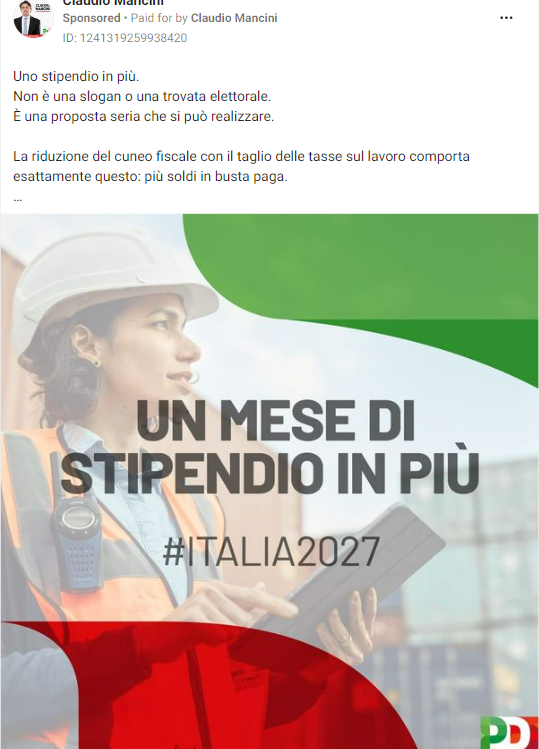 Claudio Mancini
Sponsored • Paid for by Claudio Mancini
ID: 1241319259938420
Uno stipendio in più.
Non è una slogan o una trovata elettorale.
È una proposta seria che si può realizzare.
La riduzione del cuneo fiscale con il taglio delle tasse sul lavoro comporta
esattamente questo: più soldi in busta paga.
...
UN MESE DI
STIPENDIO IN PIÙ
#ITALIA2027
PD